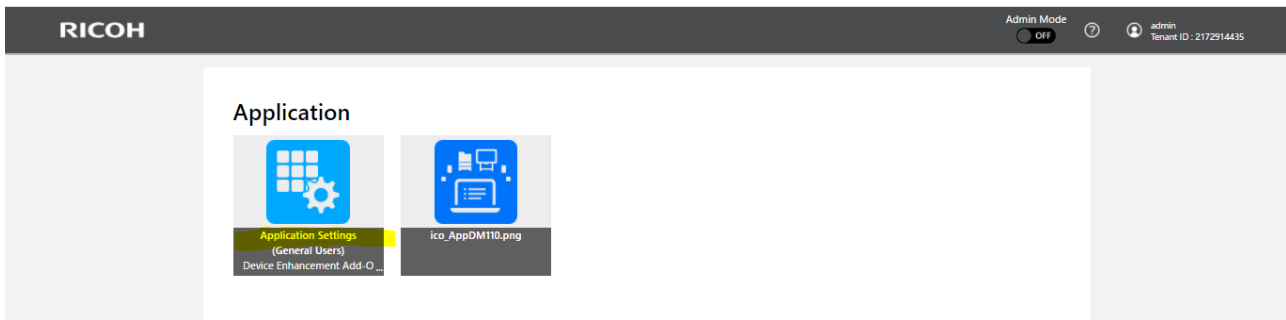 RICOH
Admin Mode
OFF
admin
Tenant ID : 2172914435
Application
Application Settings
(General Users)
Device Enhancement Add-O...
ico_AppDM110.png